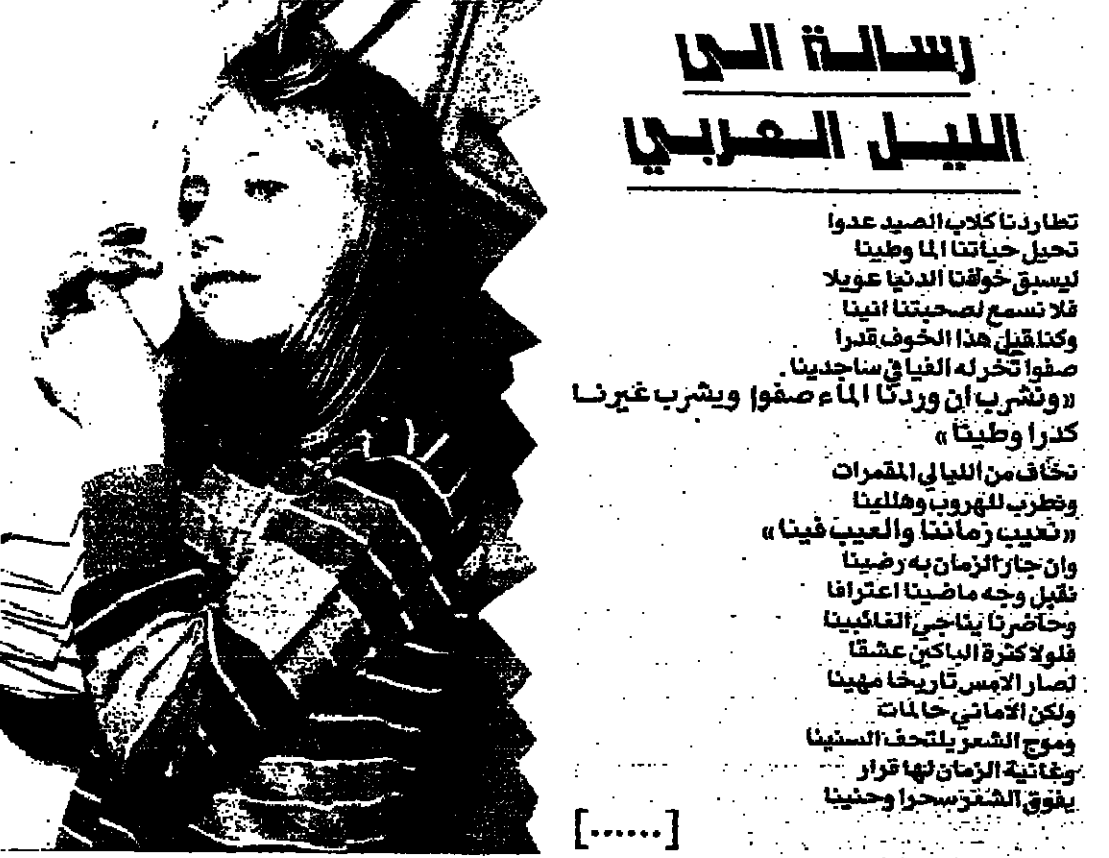 رسالة الى
الليل العربي
تطاردنا كلاب الصيد عدوا
تحيل حياتنا الما وطينا
ليسبق خوفنا الدنيا عويلا
فلا تسمع لصحبتنا انينا
وكنا قبل هذا الخوف قدرا
صفوا تخر له الفيافي ساجدينا .
«ونشرب ان وردنا الماء صفوا ويشرب غيرنا
كدرا وطينا»
نخاف من الليالي المقمرات
ونطرب للهروب وهللينا
«نعيب زماننا والعيب فينا»
وان جار الزمان به رضينا
نقبل وجه ماضينا اعترافا
وحاضرنا يناجي الغائبينا
فلولا كثرة الباكين عشقا
لصار الامس تاريخا مهينا
ولكن الاماني حالمات
وموج الشعر يلتحف السنينا
وغانية الزمان لها قرار
يفوق الشعر سحرا وحنينا
[......]